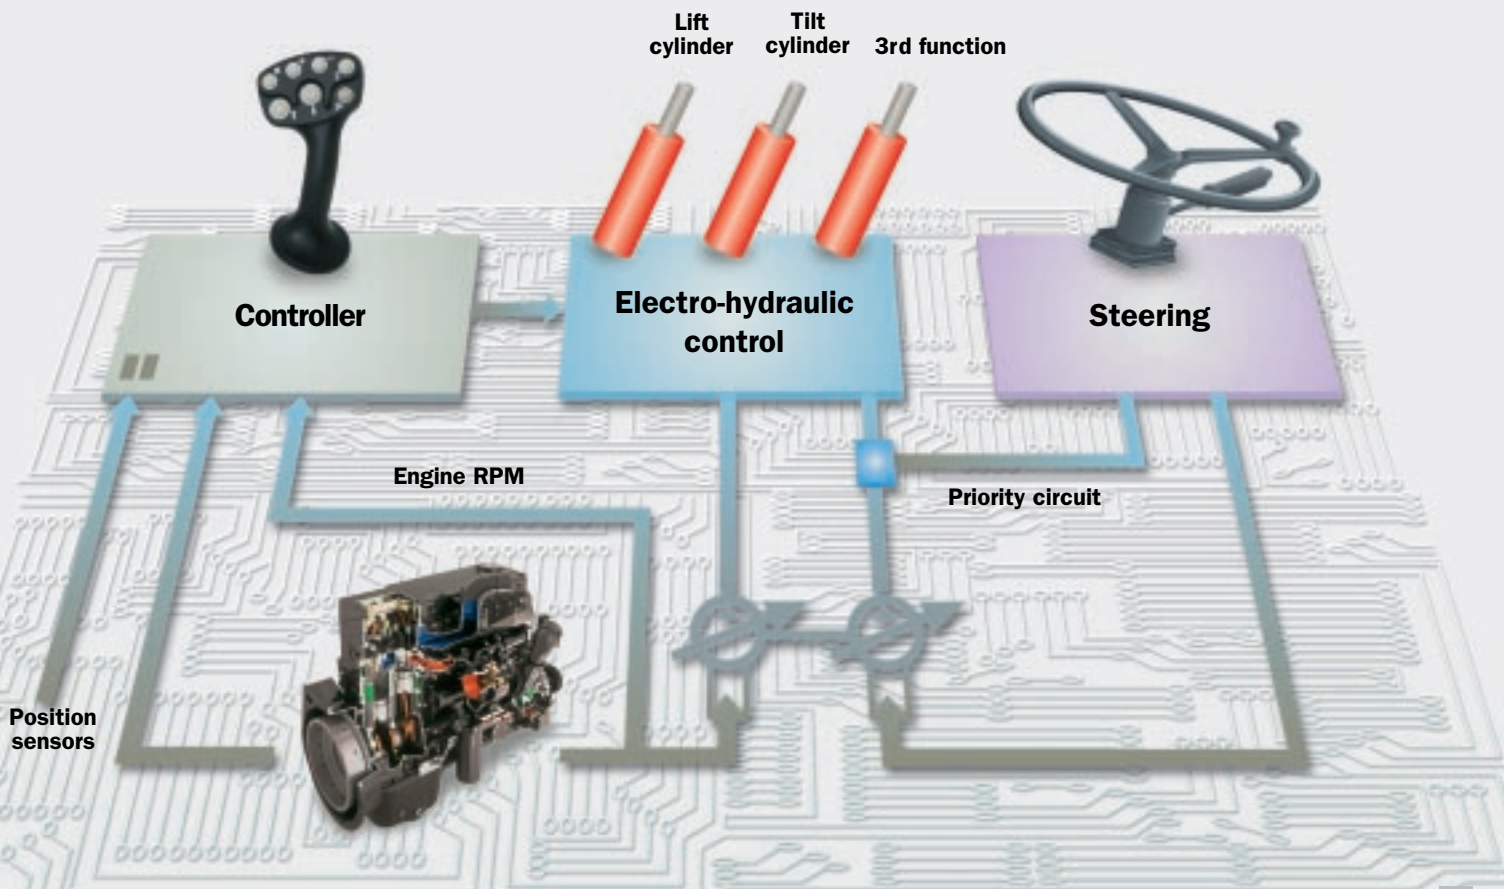 Lift
cylinder
Tilt
cylinder
3rd function
Controller
Electro-hydraulic
control
Steering
Engine RPM
Priority circuit
Position
sensors